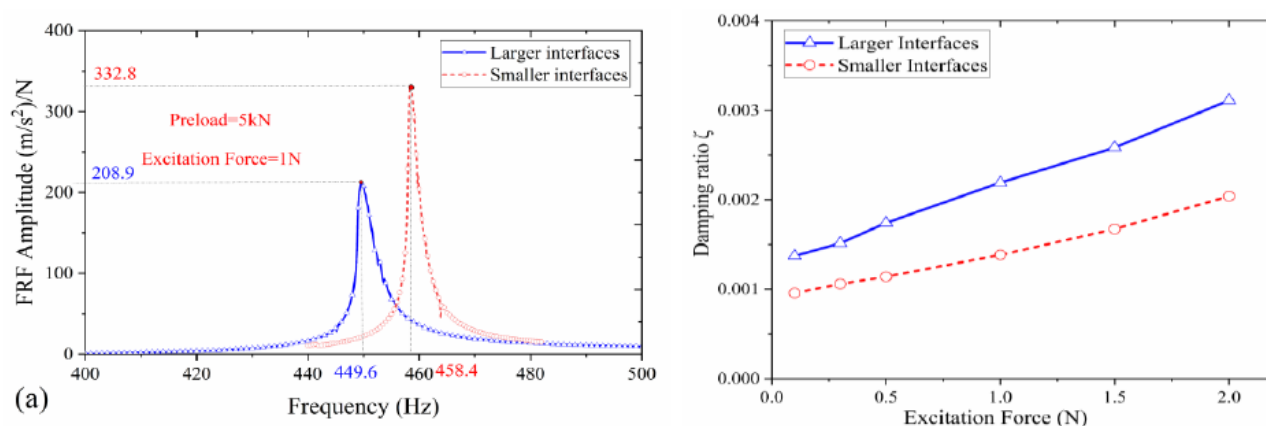 400
Larger interfaces
Smaller interfaces
332.8
300
Preload=5kN
Excitation Force=1N
208.9
200
100
0
FRF Amplitude (m/s²)/N
400
420
440
449.6
460
458.4
480
500
(a)
Frequency (Hz)
0.004
Larger Interfaces
Smaller Interfaces
0.003
0.002
0.001
0.000
Damping ratio ζ
0.0
0.5
1.0
1.5
2.0
Excitation Force (N)